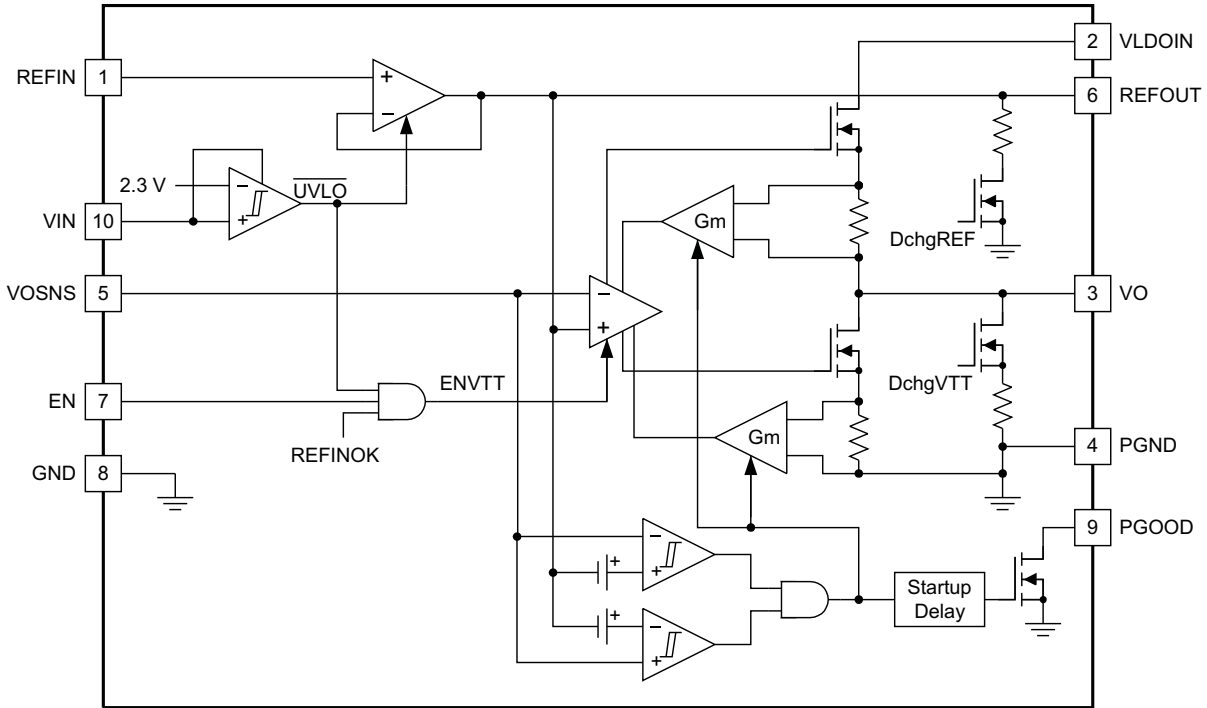 2 VLDOIN
REFIN 1
+
−
6 REFOUT
2.3 V
−
+
UVLO
VIN 10
Gm
DchgREF
VOSNS 5
−
+
3 VO
ENVTT
DchgVTT
EN 7
REFINOK
Gm
4 PGND
GND 8
9 PGOOD
−
+
+
Startup
Delay
+
−
+